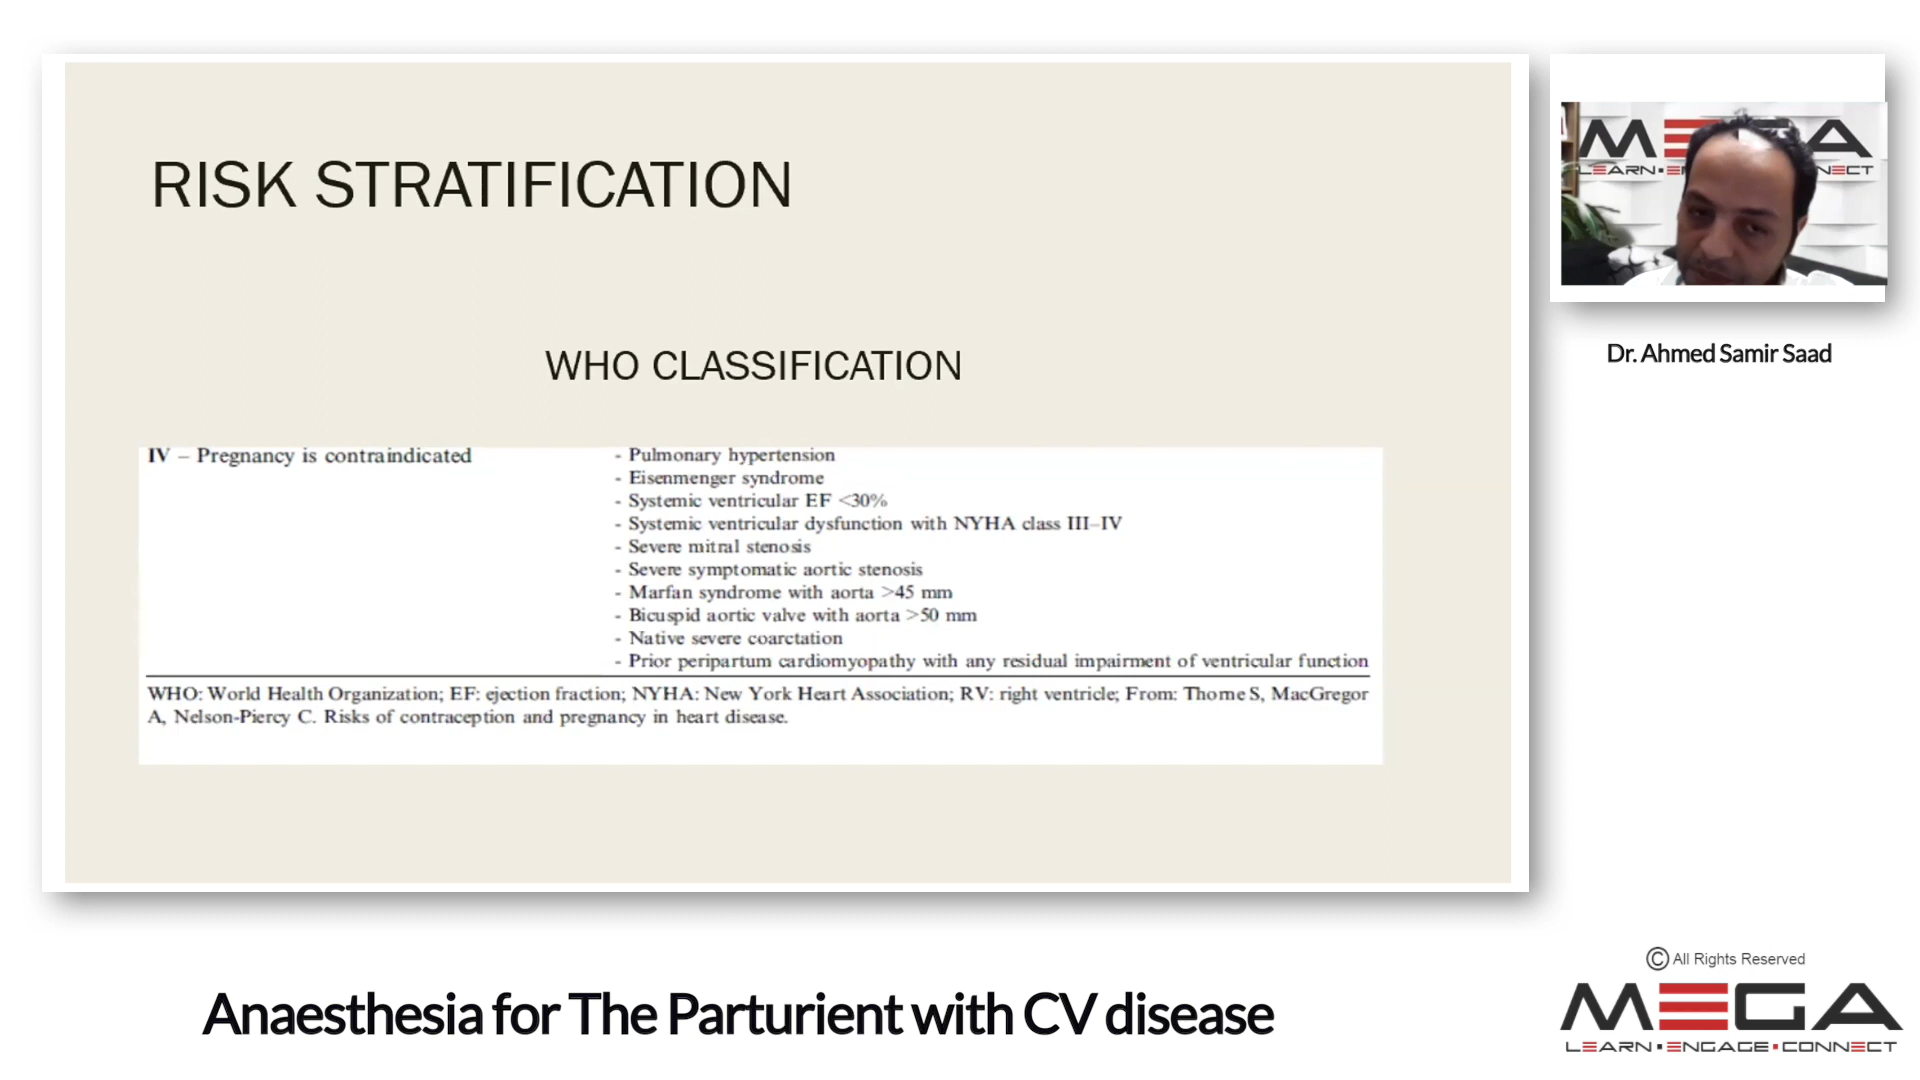 RISK STRATIFICATION
WHO CLASSIFICATION
IV – Pregnancy is contraindicated
- Pulmonary hypertension
- Eisenmenger syndrome
- Systemic ventricular EF <30%
- Systemic ventricular dysfunction with NYHA class III–IV
- Severe mitral stenosis
- Severe symptomatic aortic stenosis
- Marfan syndrome with aorta >45 mm
- Bicuspid aortic valve with aorta >50 mm
- Native severe coarctation
- Prior peripartum cardiomyopathy with any residual impairment of ventricular function
WHO: World Health Organization; EF: ejection fraction; NYHA: New York Heart Association; RV: right ventricle; From: Thorne S, MacGregor
A, Nelson-Piercy C. Risks of contraception and pregnancy in heart disease.
MEGA
LEARN
NECT
Dr. Ahmed Samir Saad
Anaesthesia for The Parturient with CV disease
© All Rights Reserved
MEGA
LEARN ▪ ENGAGE ▪ CONNECT